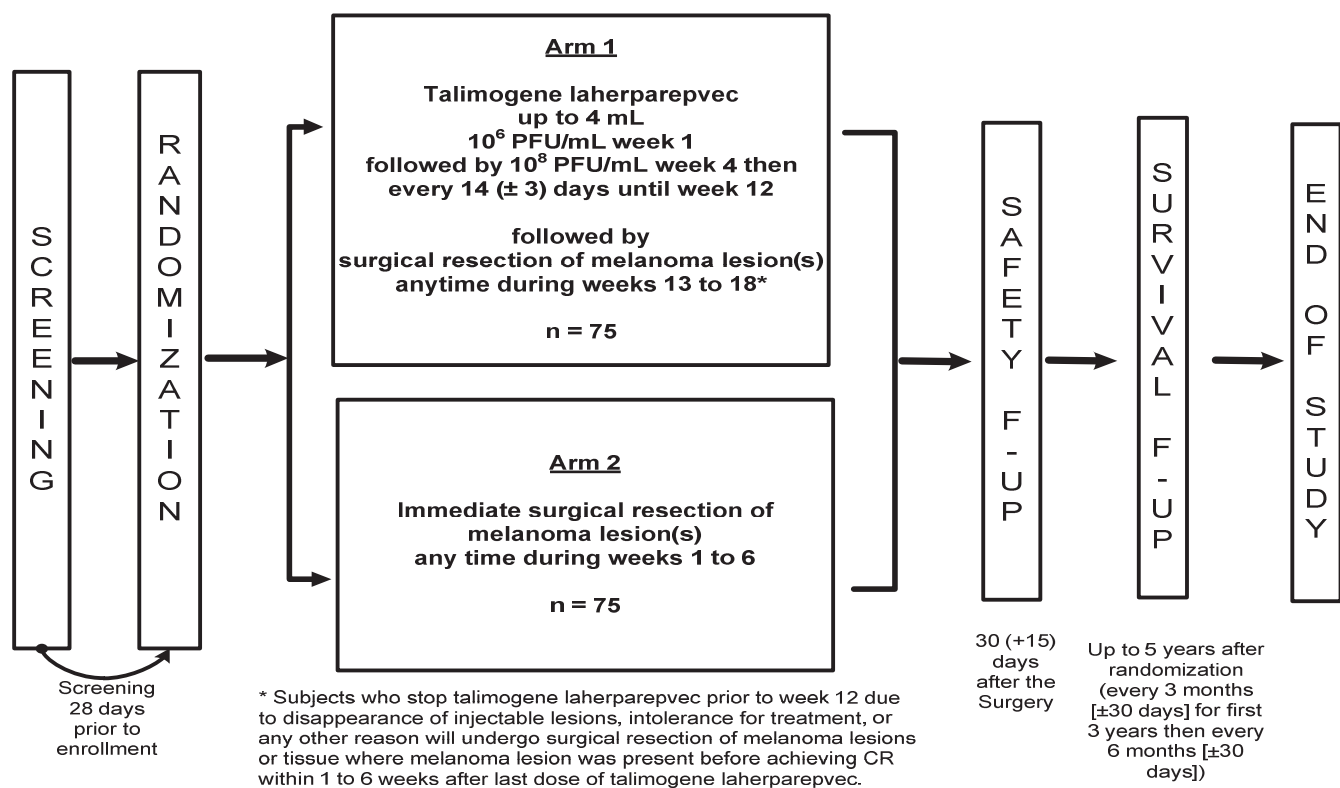 SCREENING
RANDOMIZATION
Arm 1
Talimogene laherparepvec
up to 4 mL
10⁶ PFU/mL week 1
followed by 10⁸ PFU/mL week 4 then
every 14 (± 3) days until week 12
followed by
surgical resection of melanoma lesion(s)
anytime during weeks 13 to 18*
n = 75
Arm 2
Immediate surgical resection of
melanoma lesion(s)
any time during weeks 1 to 6
n = 75
SAFETY F-UP
SURVIVAL F-UP
END OF STUDY
Screening
28 days
prior to
enrollment
* Subjects who stop talimogene laherparepvec prior to week 12 due
to disappearance of injectable lesions, intolerance for treatment, or
any other reason will undergo surgical resection of melanoma lesions
or tissue where melanoma lesion was present before achieving CR
within 1 to 6 weeks after last dose of talimogene laherparepvec.
30 (+15)
days
after the
Surgery
Up to 5 years after
randomization
(every 3 months
[±30 days] for first
3 years then every
6 months [±30
days])